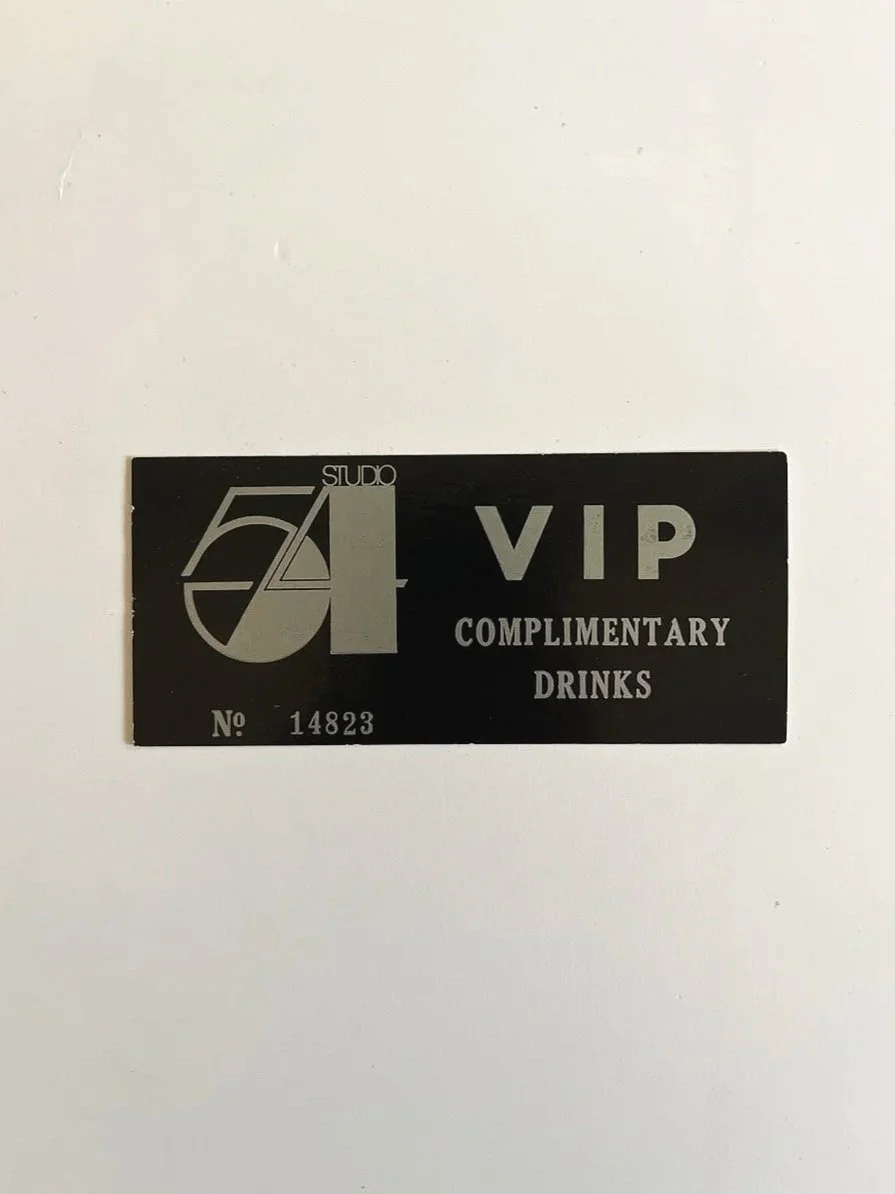 STUDIO
54
VIP
COMPLIMENTARY
DRINKS
Nº 14823